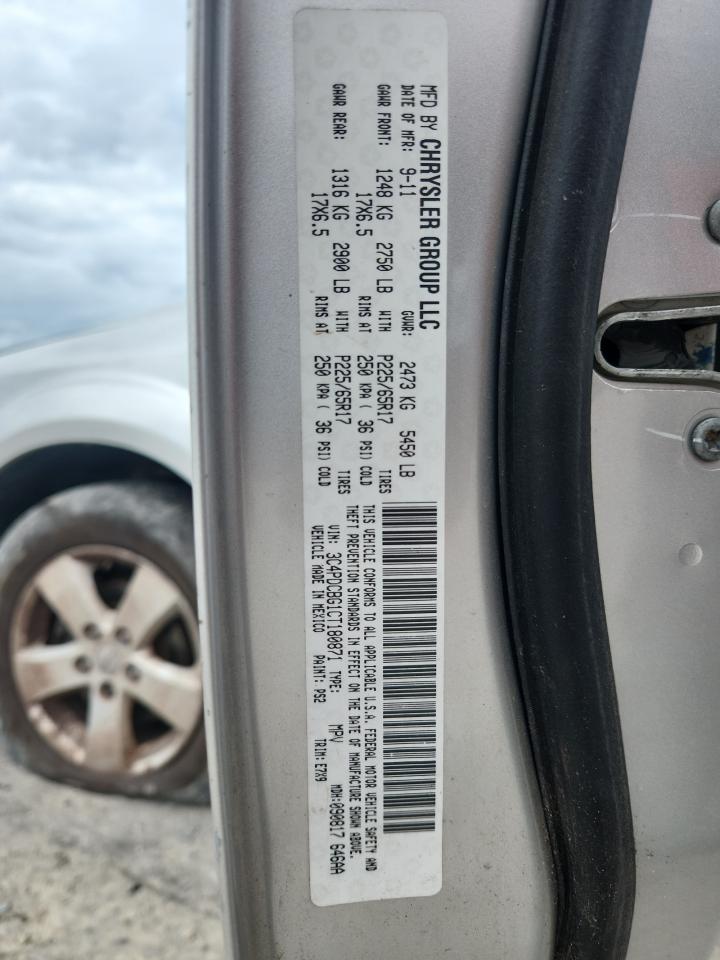 MFD BY CHRYSLER GROUP LLC
DATE OF MFR: 9-11 GVWR: 2473 KG 5450 LB
GAWR FRONT: 1248 KG 2750 LB WITH P225/65R17 TIRES
17X6.5 RIMS AT 250 KPA ( 36 PSI) COLD
GAWR REAR: 1316 KG 2900 LB WITH P225/65R17 TIRES
17X6.5 RIMS AT 250 KPA ( 36 PSI) COLD
THIS VEHICLE CONFORMS TO ALL APPLICABLE U.S.A. FEDERAL MOTOR VEHICLE SAFETY AND
THEFT PREVENTION STANDARDS IN EFFECT ON THE DATE OF MANUFACTURE SHOWN ABOVE.
VIN: 3C4PDCBG1CT180871 TYPE: MPV MDH:090817 646AA
VEHICLE MADE IN MEXICO PAINT: PS2 TRIM: E7X9